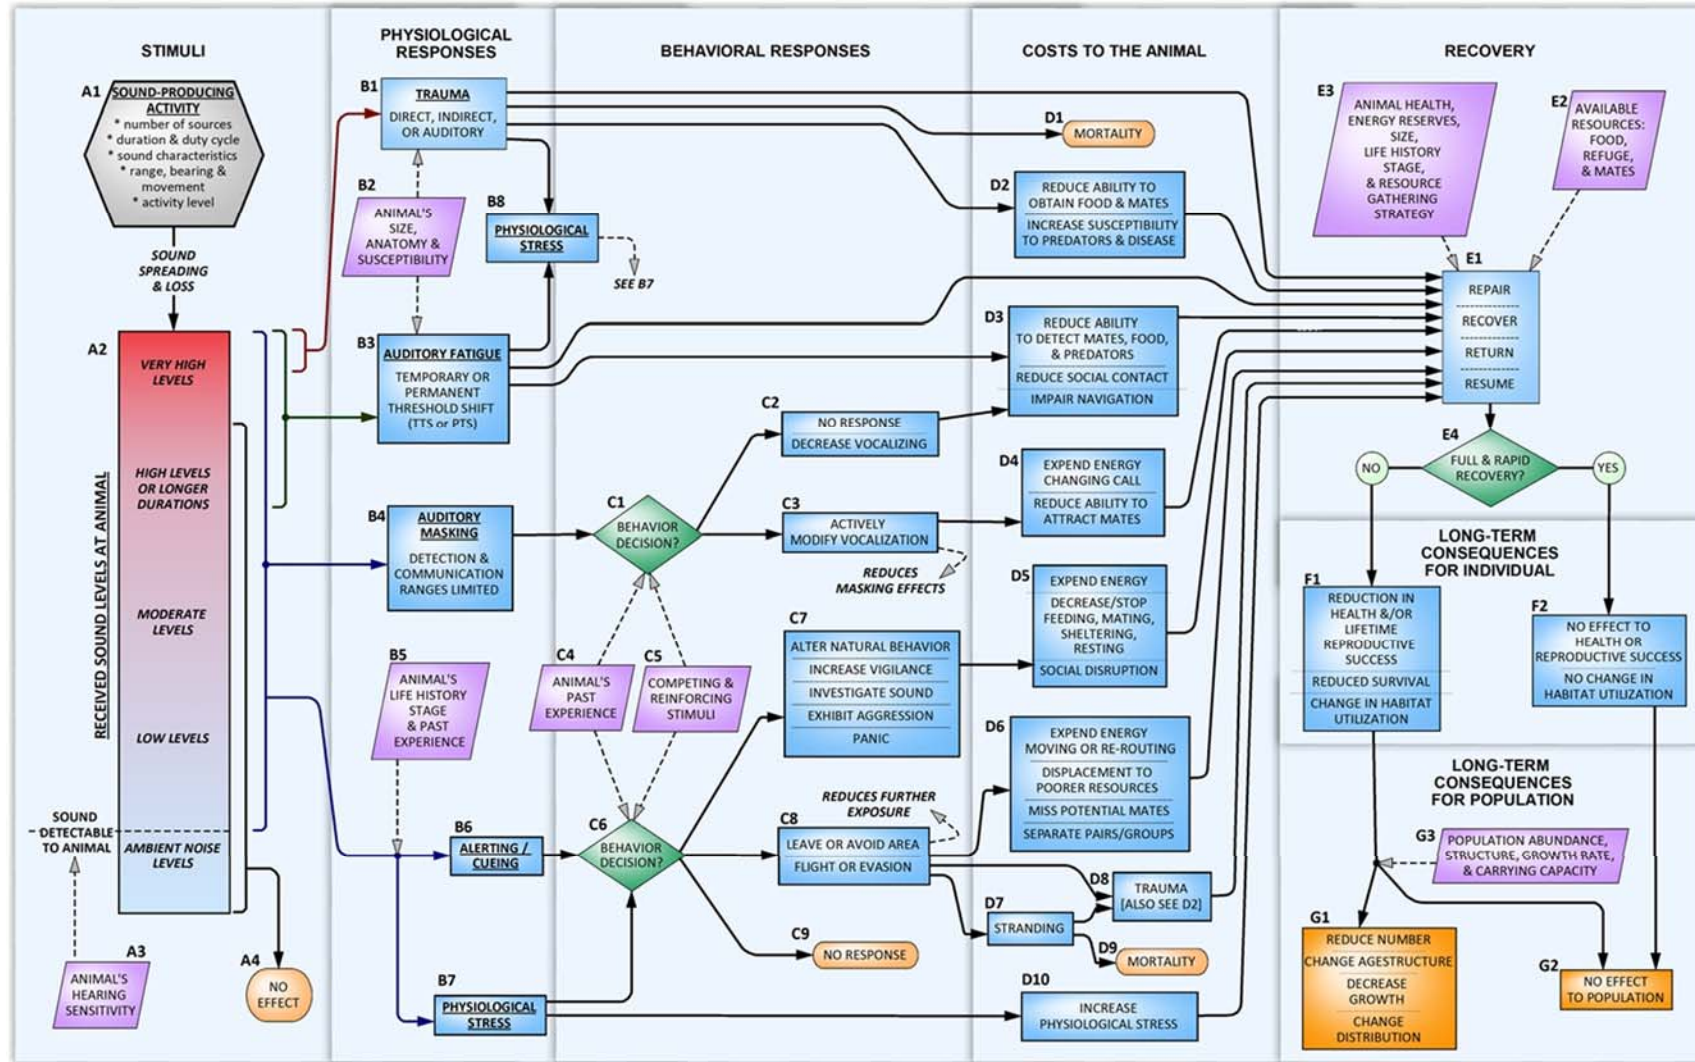 STIMULI
A1
SOUND-PRODUCING
ACTIVITY
* number of sources
* duration & duty cycle
* sound characteristics
* range, bearing &
movement
* activity level
SOUND
SPREADING
& LOSS
A2
RECEIVED SOUND LEVELS AT ANIMAL
VERY HIGH
LEVELS
HIGH LEVELS
OR LONGER
DURATIONS
MODERATE
LEVELS
LOW LEVELS
AMBIENT NOISE
LEVELS
SOUND
DETECTABLE
TO ANIMAL
A3
ANIMAL'S
HEARING
SENSITIVITY
A4
NO
EFFECT
PHYSIOLOGICAL
RESPONSES
B1
TRAUMA
DIRECT, INDIRECT,
OR AUDITORY
B2
ANIMAL'S
SIZE,
ANATOMY &
SUSCEPTIBILITY
B8
PHYSIOLOGICAL
STRESS
SEE B7
B3
AUDITORY FATIGUE
TEMPORARY OR
PERMANENT
THRESHOLD SHIFT
(TTS or PTS)
B4
AUDITORY
MASKING
DETECTION &
COMMUNICATION
RANGES LIMITED
B5
ANIMAL'S
LIFE HISTORY
STAGE
& PAST
EXPERIENCE
B6
ALERTING /
CUEING
B7
PHYSIOLOGICAL
STRESS
BEHAVIORAL RESPONSES
C1
BEHAVIOR
DECISION?
C2
NO RESPONSE
DECREASE VOCALIZING
C3
ACTIVELY
MODIFY VOCALIZATION
REDUCES
MASKING EFFECTS
C4
ANIMAL'S
PAST
EXPERIENCE
C5
COMPETING &
REINFORCING
STIMULI
C6
BEHAVIOR
DECISION?
C7
ALTER NATURAL BEHAVIOR
INCREASE VIGILANCE
INVESTIGATE SOUND
EXHIBIT AGGRESSION
PANIC
REDUCES FURTHER
EXPOSURE
C8
LEAVE OR AVOID AREA
FLIGHT OR EVASION
C9
NO RESPONSE
COSTS TO THE ANIMAL
D1
MORTALITY
D2
REDUCE ABILITY TO
OBTAIN FOOD & MATES
INCREASE SUSCEPTIBILITY
TO PREDATORS & DISEASE
D3
REDUCE ABILITY
TO DETECT MATES, FOOD,
& PREDATORS
REDUCE SOCIAL CONTACT
IMPAIR NAVIGATION
D4
EXPEND ENERGY
CHANGING CALL
REDUCE ABILITY TO
ATTRACT MATES
D5
EXPEND ENERGY
DECREASE/STOP
FEEDING, MATING,
SHELTERING,
RESTING
SOCIAL DISRUPTION
D6
EXPEND ENERGY
MOVING OR RE-ROUTING
DISPLACEMENT TO
POORER RESOURCES
MISS POTENTIAL MATES
SEPARATE PAIRS/GROUPS
D7
STRANDING
D8
TRAUMA
[ALSO SEE D2]
D9
MORTALITY
D10
INCREASE
PHYSIOLOGICAL STRESS
RECOVERY
E3
ANIMAL HEALTH,
ENERGY RESERVES,
SIZE,
LIFE HISTORY
STAGE,
& RESOURCE
GATHERING
STRATEGY
E2
AVAILABLE
RESOURCES:
FOOD,
REFUGE,
& MATES
E1
REPAIR
RECOVER
RETURN
RESUME
E4
FULL & RAPID
RECOVERY?
NO
YES
LONG-TERM
CONSEQUENCES
FOR INDIVIDUAL
F1
REDUCTION IN
HEALTH &/OR
LIFETIME
REPRODUCTIVE
SUCCESS
REDUCED SURVIVAL
CHANGE IN HABITAT
UTILIZATION
F2
NO EFFECT TO
HEALTH OR
REPRODUCTIVE SUCCESS
NO CHANGE IN
HABITAT UTILIZATION
LONG-TERM
CONSEQUENCES
FOR POPULATION
G3
POPULATION ABUNDANCE,
STRUCTURE, GROWTH RATE,
& CARRYING CAPACITY
G1
REDUCE NUMBER
CHANGE AGESTRUCTURE
DECREASE
GROWTH
CHANGE
DISTRIBUTION
G2
NO EFFECT
TO POPULATION